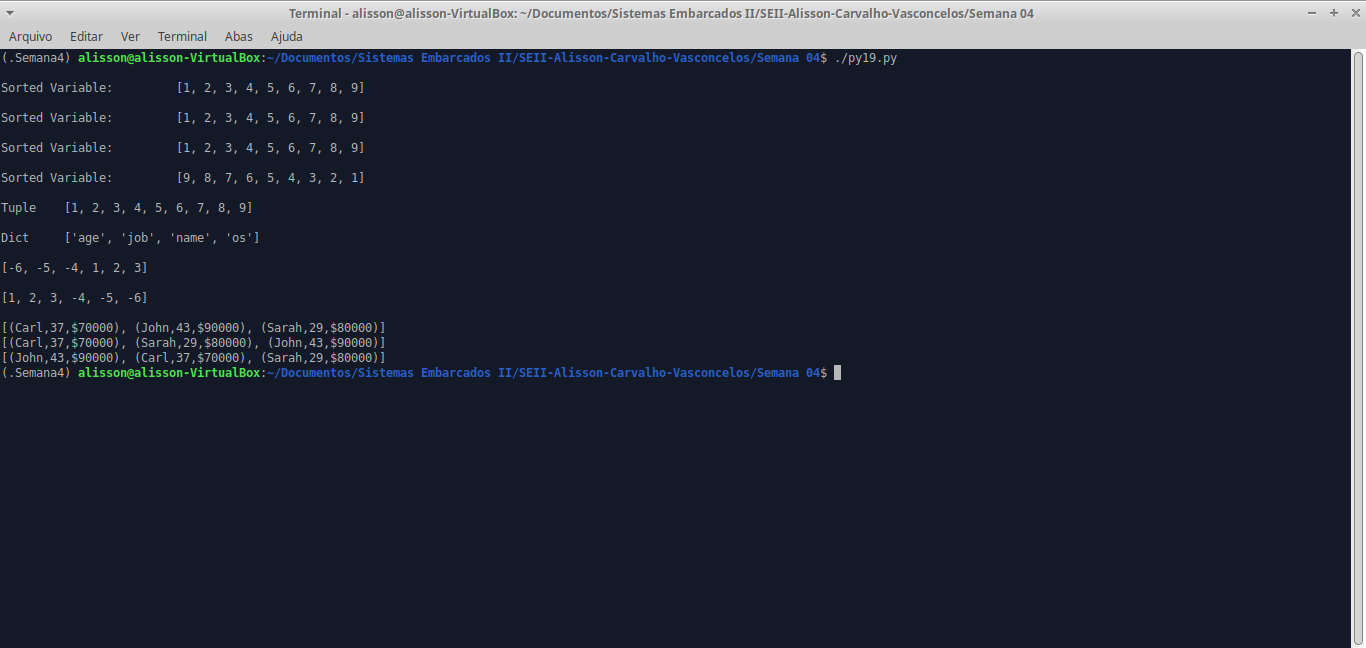 Terminal - alisson@alisson-VirtualBox: ~/Documentos/Sistemas Embarcados II/SEII-Alisson-Carvalho-Vasconcelos/Semana 04
Arquivo Editar Ver Terminal Abas Ajuda
(.Semana4) alisson@alisson-VirtualBox:~/Documentos/Sistemas Embarcados II/SEII-Alisson-Carvalho-Vasconcelos/Semana 04$ ./py19.py
Sorted Variable: [1, 2, 3, 4, 5, 6, 7, 8, 9]
Sorted Variable: [1, 2, 3, 4, 5, 6, 7, 8, 9]
Sorted Variable: [1, 2, 3, 4, 5, 6, 7, 8, 9]
Sorted Variable: [9, 8, 7, 6, 5, 4, 3, 2, 1]
Tuple [1, 2, 3, 4, 5, 6, 7, 8, 9]
Dict ['age', 'job', 'name', 'os']
[-6, -5, -4, 1, 2, 3]
[1, 2, 3, -4, -5, -6]
[(Carl,37,$70000), (John,43,$90000), (Sarah,29,$80000)]
[(Carl,37,$70000), (Sarah,29,$80000), (John,43,$90000)]
[(John,43,$90000), (Carl,37,$70000), (Sarah,29,$80000)]
(.Semana4) alisson@alisson-VirtualBox:~/Documentos/Sistemas Embarcados II/SEII-Alisson-Carvalho-Vasconcelos/Semana 04$